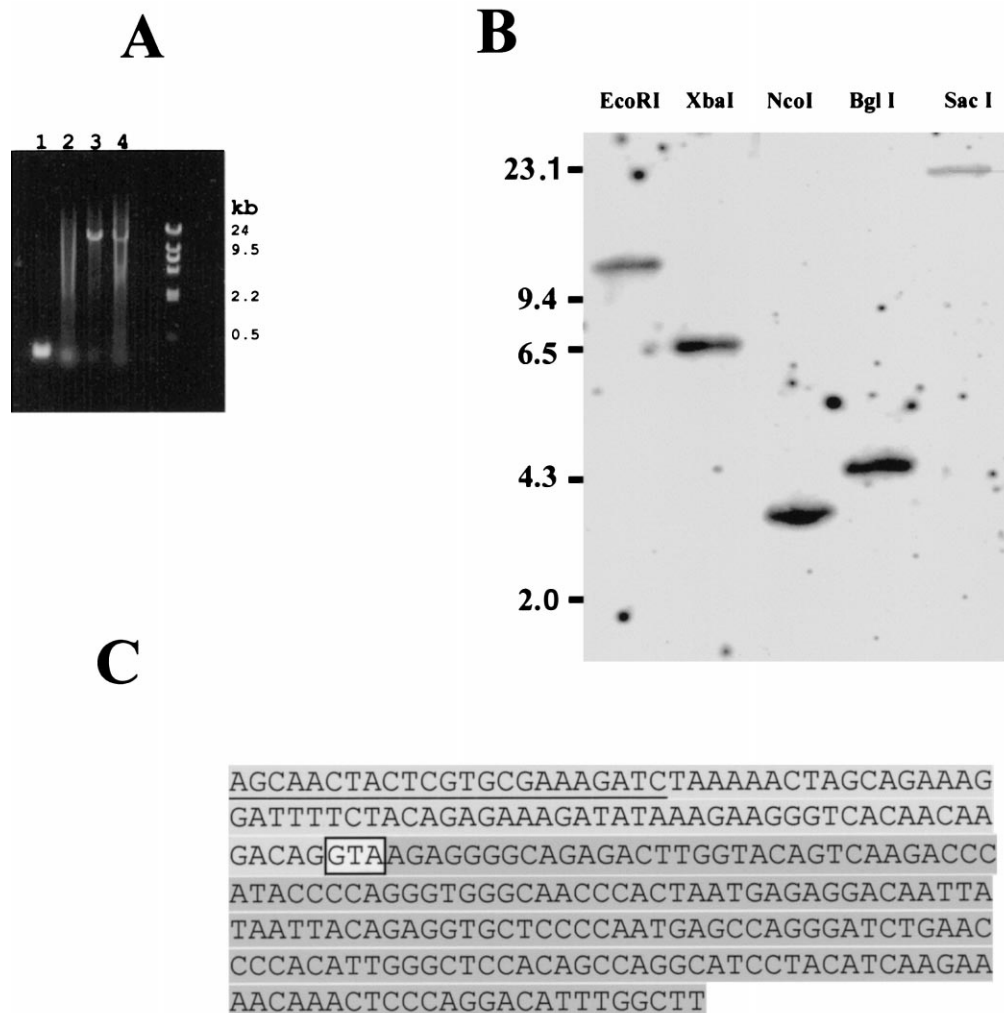 A
B
1 2 3 4
kb
24
9.5
2.2
0.5
EcoRI XbaI NcoI Bgl I Sac I
23.1
9.4
6.5
4.3
2.0
C
AGCAACTACTCGTGCGAAAGATCTAAAAACTAGCAGAAAG
GATTTTCTACAGAGAAAGATATAAAGAAGGGTCACAACAA
GACAGGTAAGAGGGGCAGAGACTTGGTACAGTCAAGACCC
ATACCCCAGGGTGGGCAACCCACTAATGAGAGGACAATTA
TAATTACAGAGGTGCTCCCCAATGAGCCAGGGATCTGAAC
CCCACATTGGGCTCCACAGCCAGGCATCCTACATCAAGAA
AACAAACTCCCAGGACATTTGGCTT